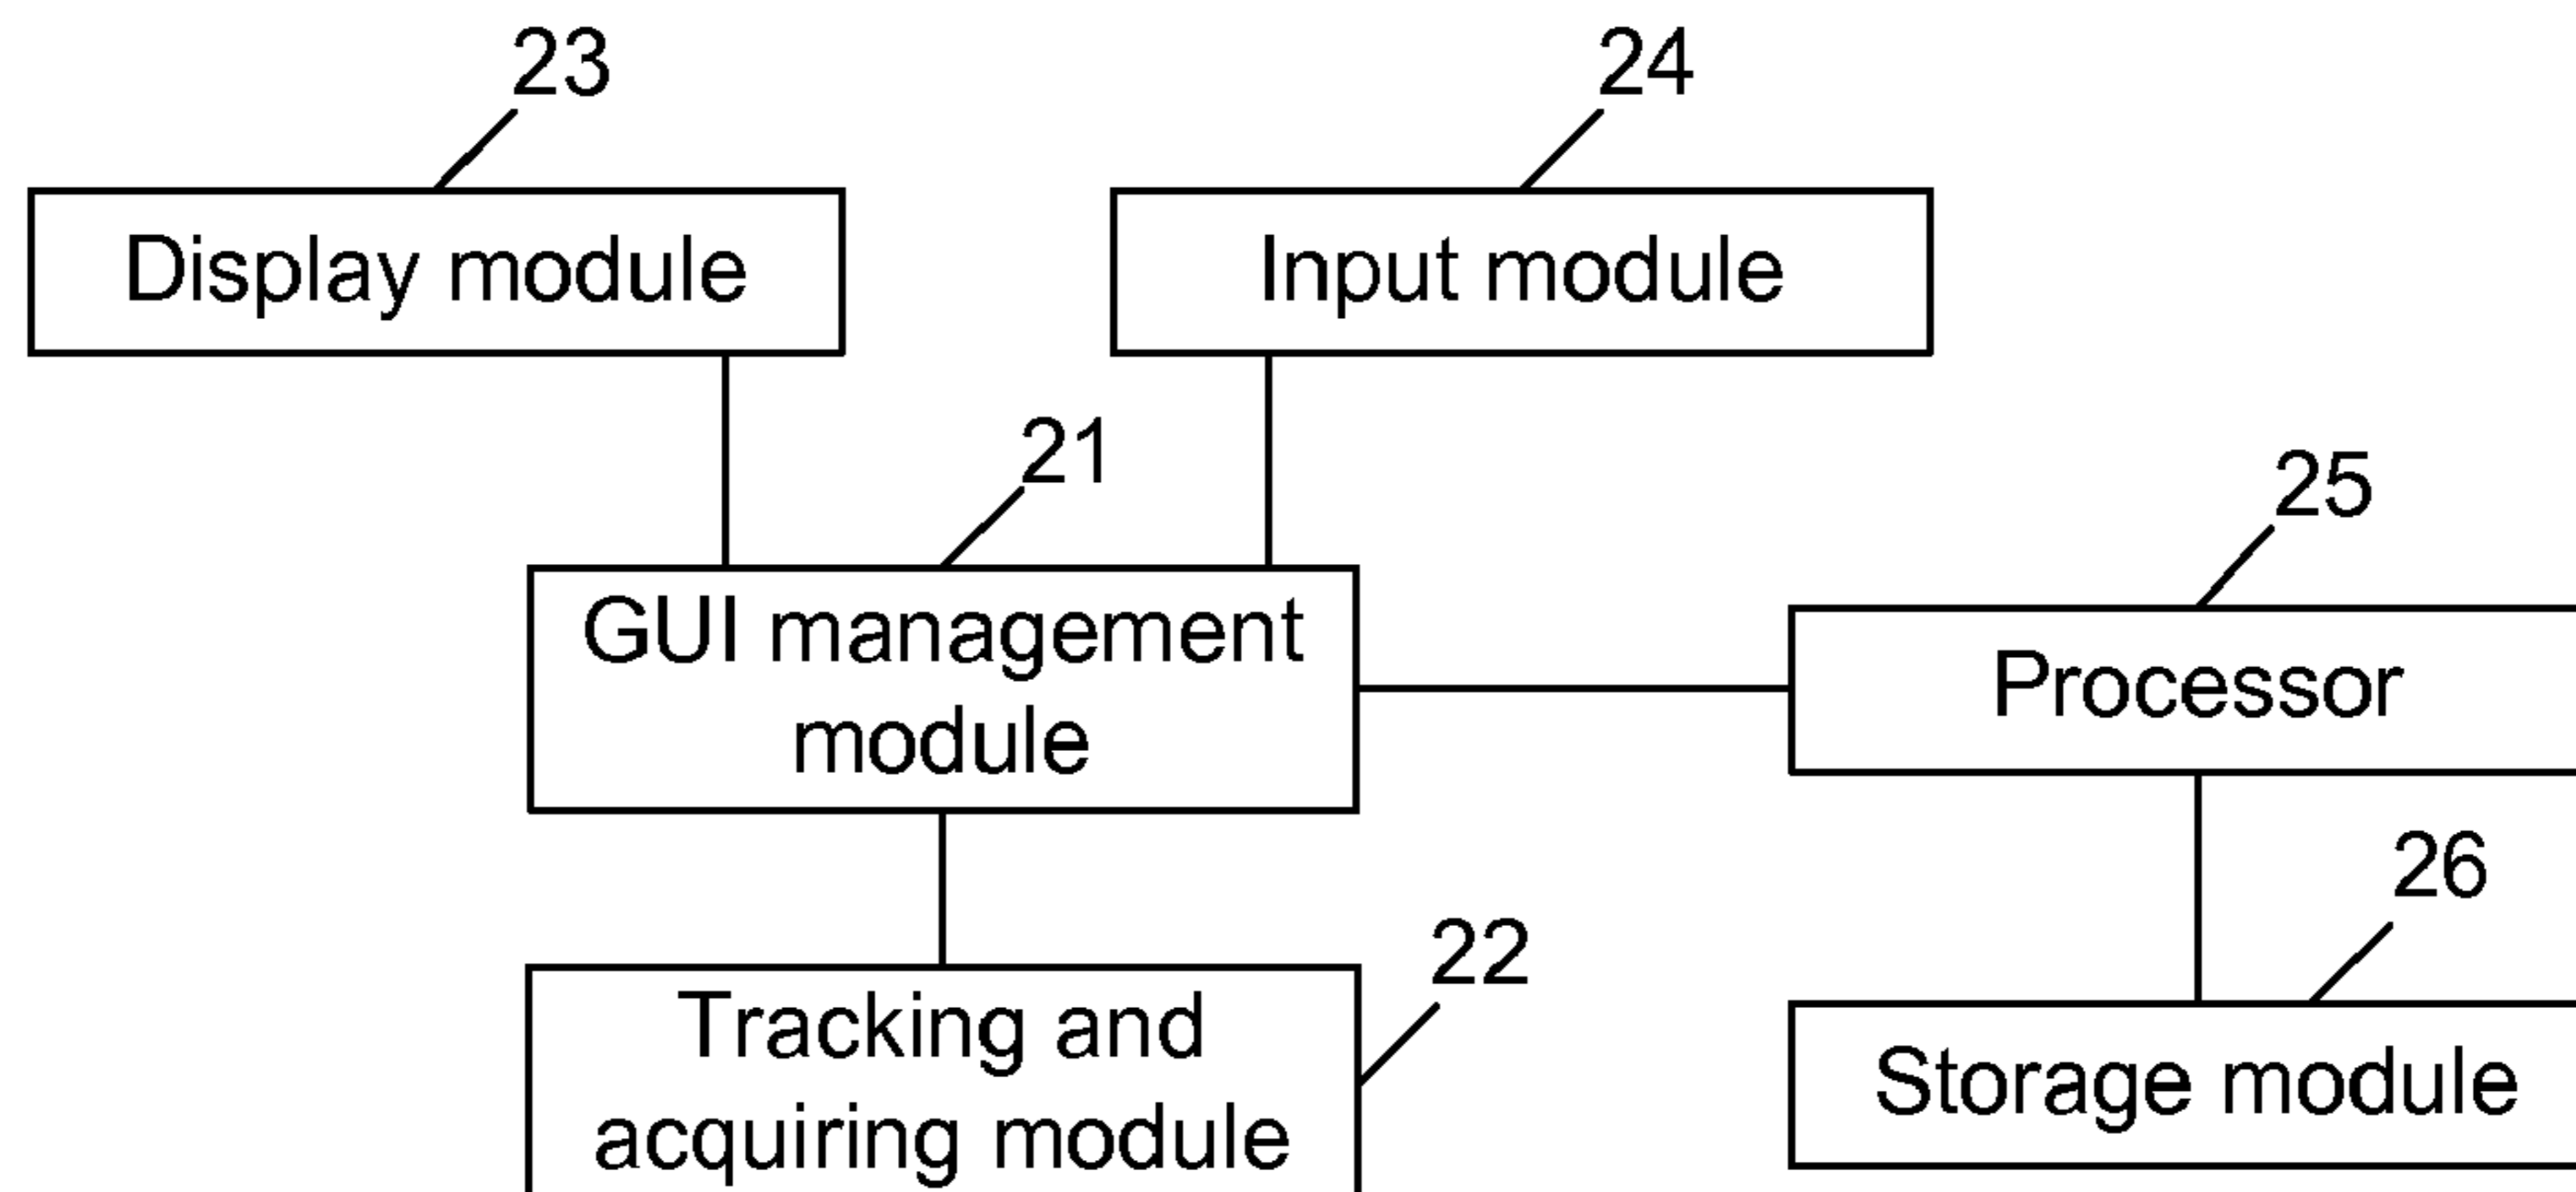 23
24
Display module
Input module
21
25
GUI management
module
Processor
26
22
Tracking and
acquiring module
Storage module